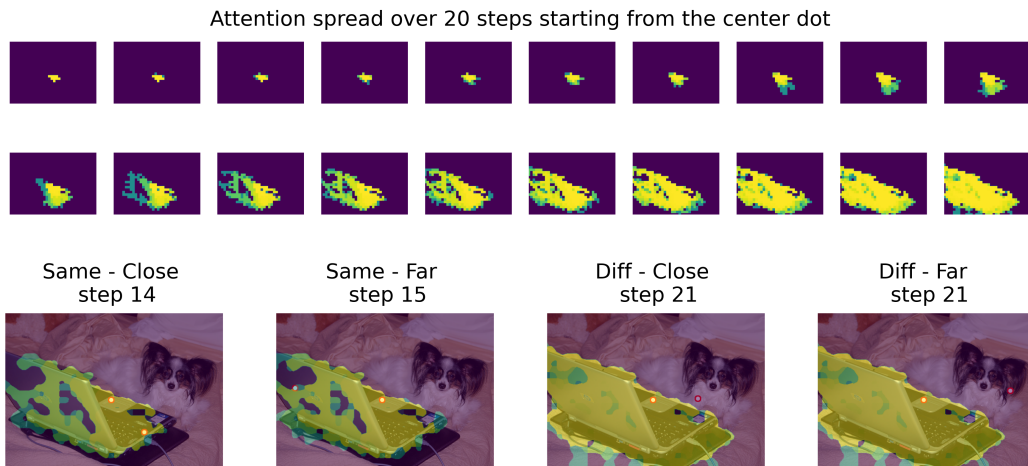 Attention spread over 20 steps starting from the center dot
Same - Close
step 14
Same - Far
step 15
Diff - Close
step 21
Diff - Far
step 21